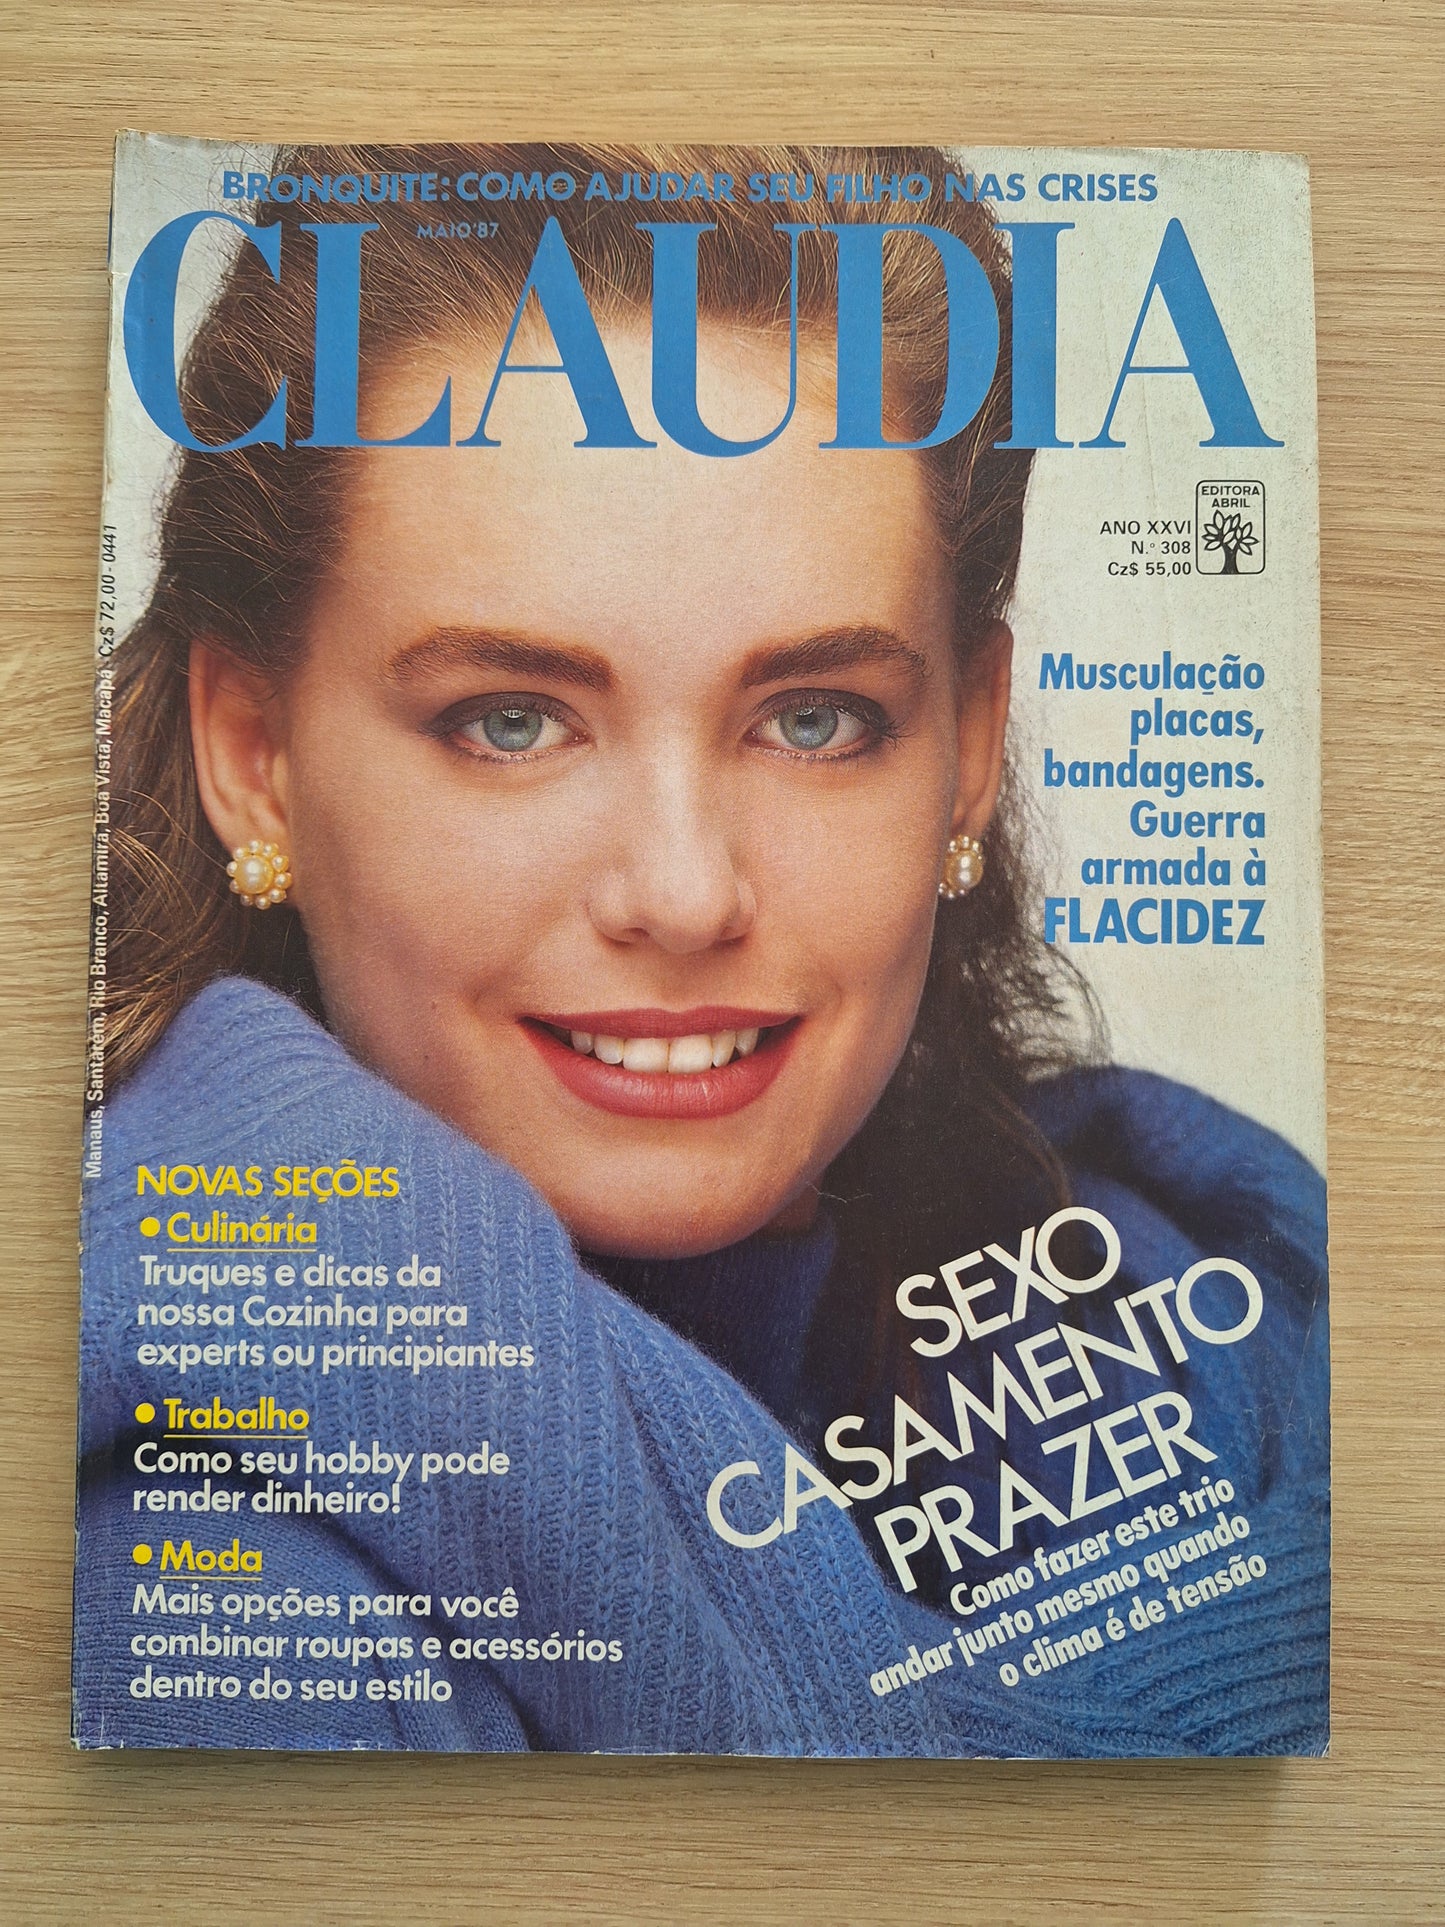 BRONQUITE: COMO AJUDAR SEU FILHO NAS CRISES
CLAUDIA
MAIO'87
EDITORA
ABRIL
ANO XXVI
N.º 308
Cz$ 55,00
Manaus, Santarém, Rio Branco, Altamira, Boa Vista, Macapá - Cz$ 72,00 - 0441
Musculação
placas,
bandagens.
Guerra
armada à
FLACIDEZ
NOVAS SEÇÕES
• Culinária
Truques e dicas da
nossa Cozinha para
experts ou principiantes
• Trabalho
Como seu hobby pode
render dinheiro!
• Moda
Mais opções para você
combinar roupas e acessórios
dentro do seu estilo
SEXO
CASAMENTO
PRAZER
Como fazer este trio
andar junto mesmo quando
o clima é de tensão